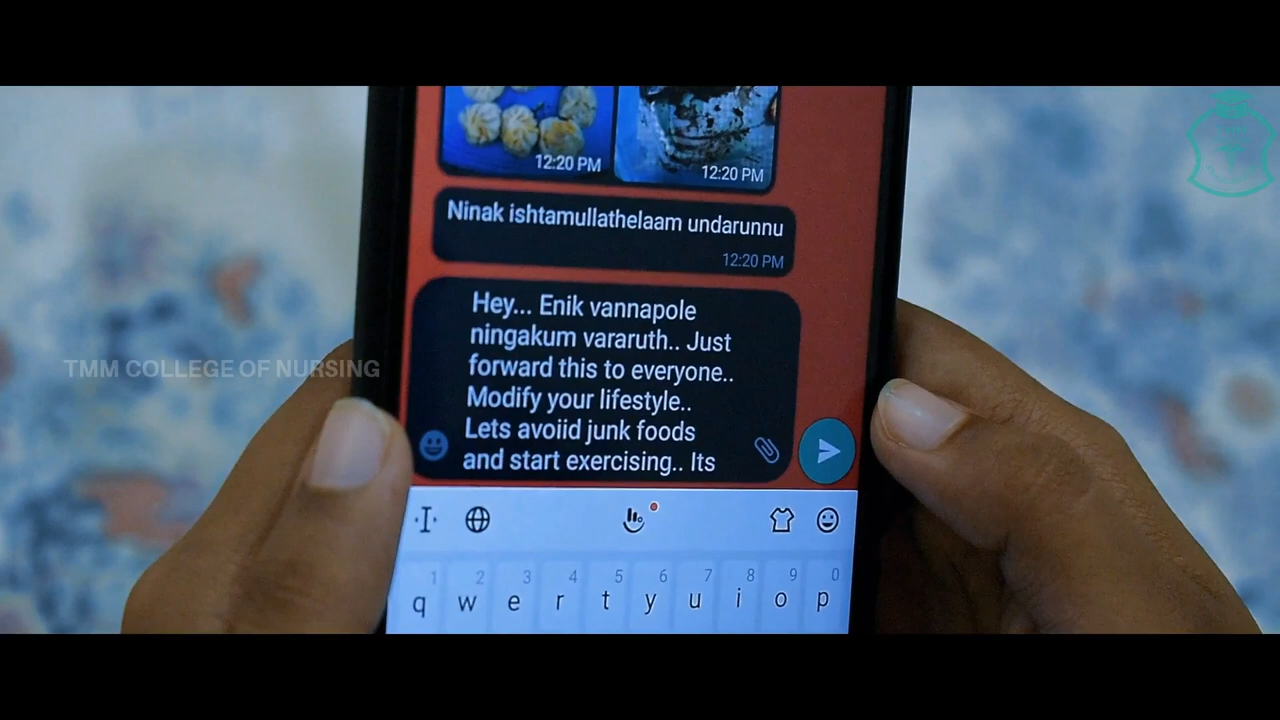 12:20 PM
12:20 PM
Ninak ishtamullathelaam undarunnu
12:20 PM
Hey... Enik vannapole
ningakum vararuth.. Just
forward this to everyone..
Modify your lifestyle..
Lets avoiid junk foods
and start exercising.. Its
TMM COLLEGE OF NURSING
1 2 3 4 5 6 7 8 9 0
q w e r t y u i o p